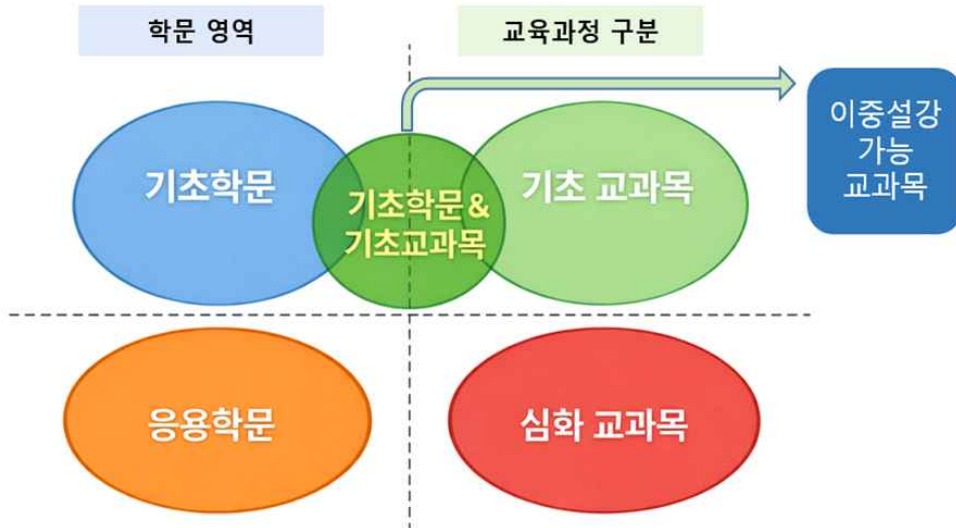 학문 영역
교육과정 구분
기초학문
기초학문 &
기초교과목
기초 교과목
이중설강
가능
교과목
응용학문
심화 교과목